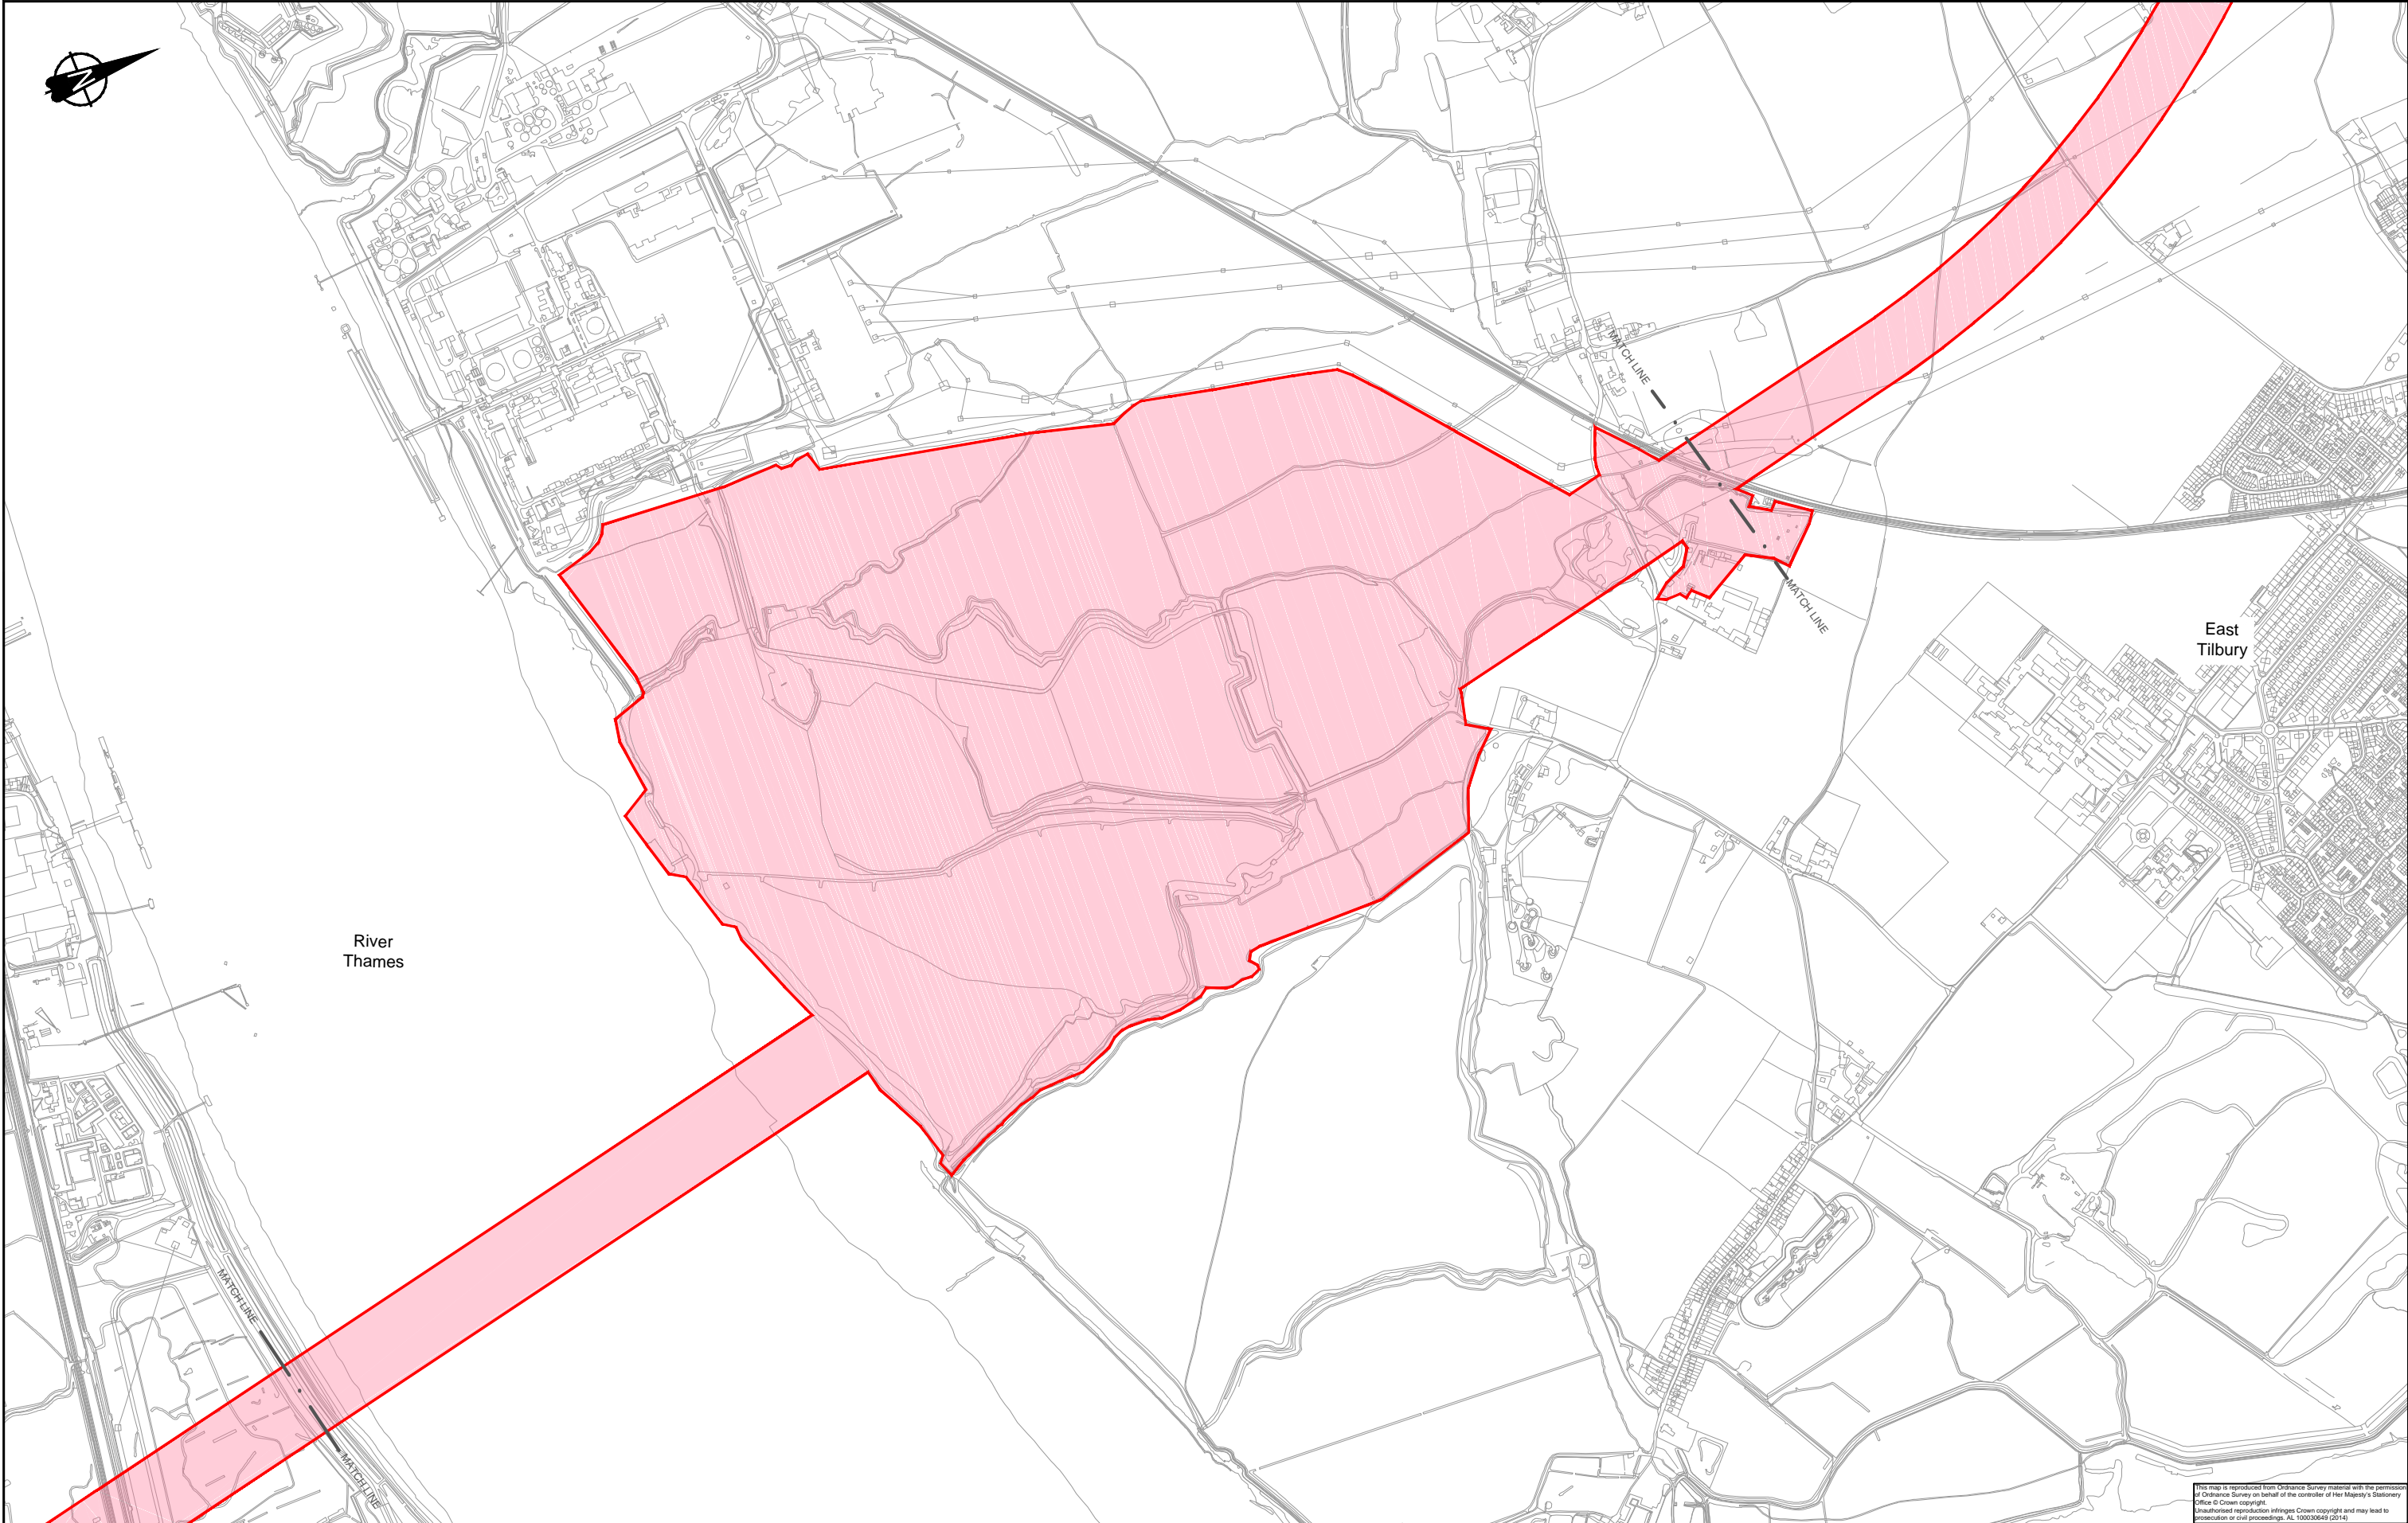 N
MATCH LINE
MATCH LINE
East
Tilbury
River
Thames
MATCH LINE
MATCH LINE
This map is reproduced from Ordnance Survey material with the permission
of Ordnance Survey on behalf of the controller of Her Majesty's Stationery
Office © Crown copyright.
Unauthorised reproduction infringes Crown copyright and may lead to
prosecution or civil proceedings. AL 100030649 (2014)